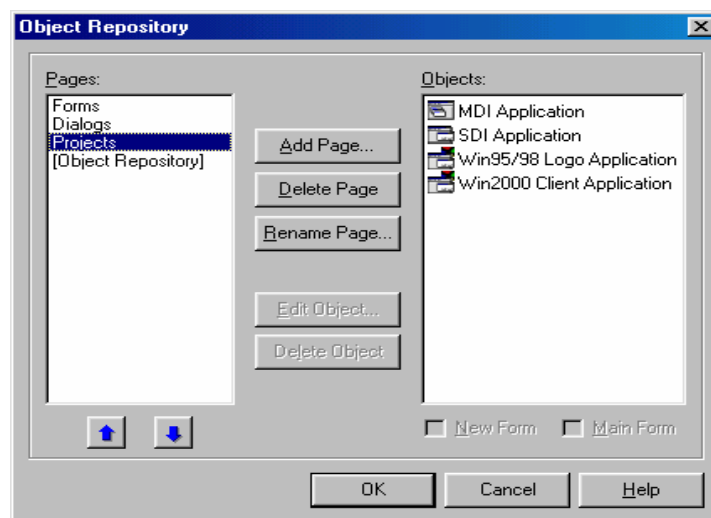 Object Repository
Pages:
Forms
Dialogs
Projects
[Object Repository]
Add Page...
Delete Page
Rename Page...
Edit Object...
Delete Object
Objects:
MDI Application
SDI Application
Win95/98 Logo Application
Win2000 Client Application
New Form
Main Form
OK
Cancel
Help